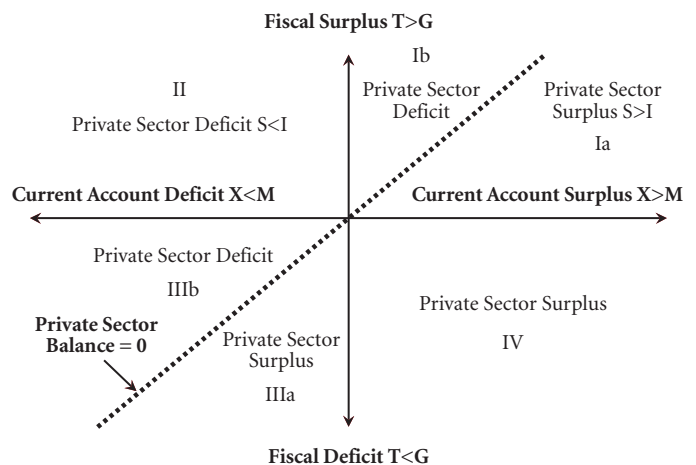 Fiscal Surplus T>G
Ib
II
Private Sector Deficit S<I
Private Sector
Deficit
Private Sector
Surplus S>I
Ia
Current Account Deficit X<M
Current Account Surplus X>M
Private Sector Deficit
IIIb
Private Sector
Balance = 0
Private Sector
Surplus
IIIa
Private Sector Surplus
IV
Fiscal Deficit T<G